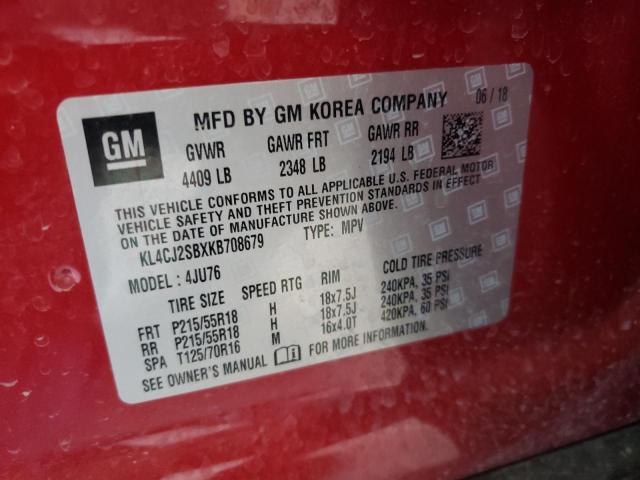 GM
MFD BY GM KOREA COMPANY 06 / 18
GVWR GAWR FRT GAWR RR
4409 LB 2348 LB 2194 LB
THIS VEHICLE CONFORMS TO ALL APPLICABLE U.S. FEDERAL MOTOR
VEHICLE SAFETY AND THEFT PREVENTION STANDARDS IN EFFECT
ON THE DATE OF MANUFACTURE SHOWN ABOVE.
KL4CJ2SBXKB708679 TYPE: MPV
MODEL : 4JU76
TIRE SIZE SPEED RTG RIM COLD TIRE PRESSURE
FRT P215/55R18 H 18x7.5J 240KPA, 35 PSI
RR P215/55R18 H 18x7.5J 240KPA, 35 PSI
SPA T125/70R16 M 16x4.0T 420KPA, 60 PSI
SEE OWNER'S MANUAL FOR MORE INFORMATION.